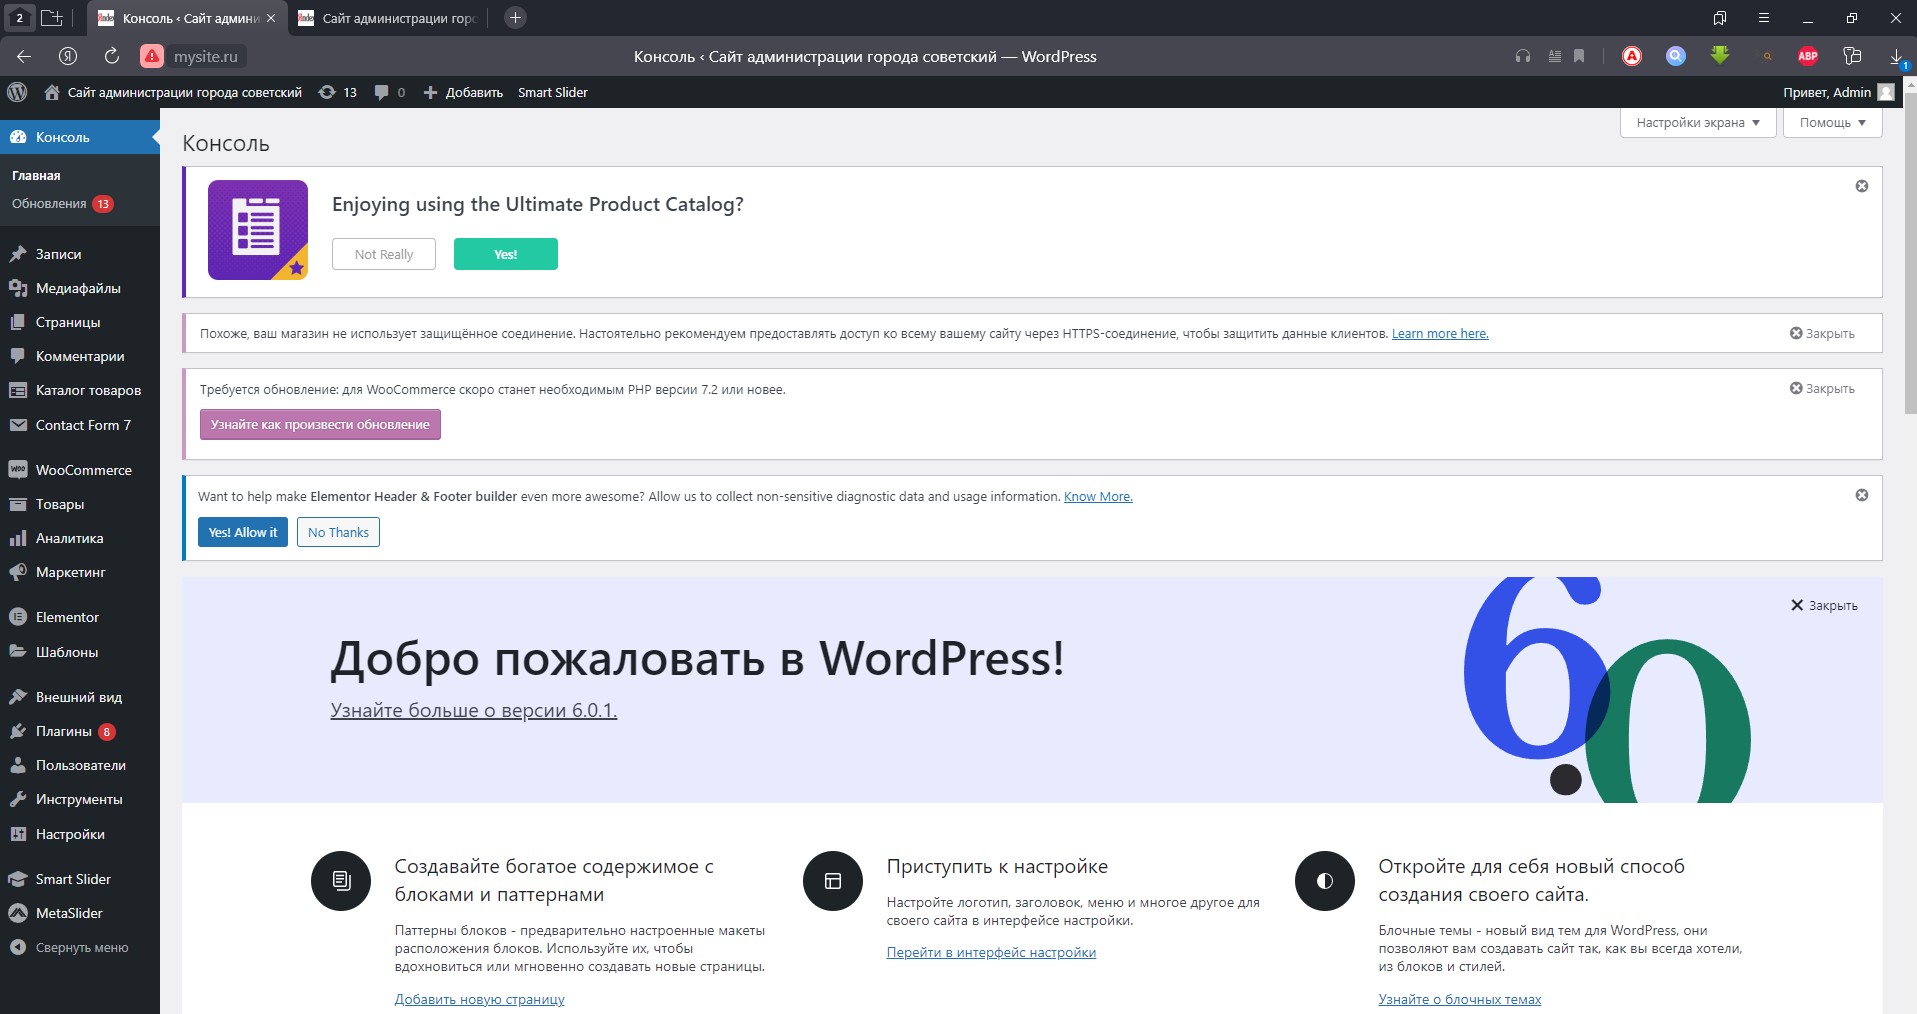 2
Консоль ‹ Сайт админи
Сайт администрации горо
mysite.ru
Консоль ‹ Сайт администрации города советский — WordPress
ABP
1
Сайт администрации города советский
13
0
Добавить
Smart Slider
Привет, Admin
Консоль
Главная
Обновления 13
Записи
Медиафайлы
Страницы
Комментарии
Каталог товаров
Contact Form 7
WooCommerce
Товары
Аналитика
Маркетинг
Elementor
Шаблоны
Внешний вид
Плагины 8
Пользователи
Инструменты
Настройки
Smart Slider
MetaSlider
Свернуть меню
Настройки экрана
Помощь
Консоль
Enjoying using the Ultimate Product Catalog?
Not Really
Yes!
Похоже, ваш магазин не использует защищённое соединение. Настоятельно рекомендуем предоставлять доступ ко всему вашему сайту через HTTPS-соединение, чтобы защитить данные клиентов. Learn more here.
Закрыть
Требуется обновление: для WooCommerce скоро станет необходимым PHP версии 7.2 или новее.
Закрыть
Узнайте как произвести обновление
Want to help make Elementor Header & Footer builder even more awesome? Allow us to collect non-sensitive diagnostic data and usage information. Know More.
Yes! Allow it
No Thanks
Закрыть
Добро пожаловать в WordPress!
Узнайте больше о версии 6.0.1.
6.0
Создавайте богатое содержимое с
блоками и паттернами
Паттерны блоков - предварительно настроенные макеты
расположения блоков. Используйте их, чтобы
вдохновиться или мгновенно создавать новые страницы.
Добавить новую страницу
Приступить к настройке
Настройте логотип, заголовок, меню и многое другое для
своего сайта в интерфейсе настройки.
Перейти в интерфейс настройки
Откройте для себя новый способ
создания своего сайта.
Блочные темы - новый вид тем для WordPress, они
позволят вам создавать сайт так, как вы всегда хотели,
из блоков и стилей.
Узнайте о блочных темах